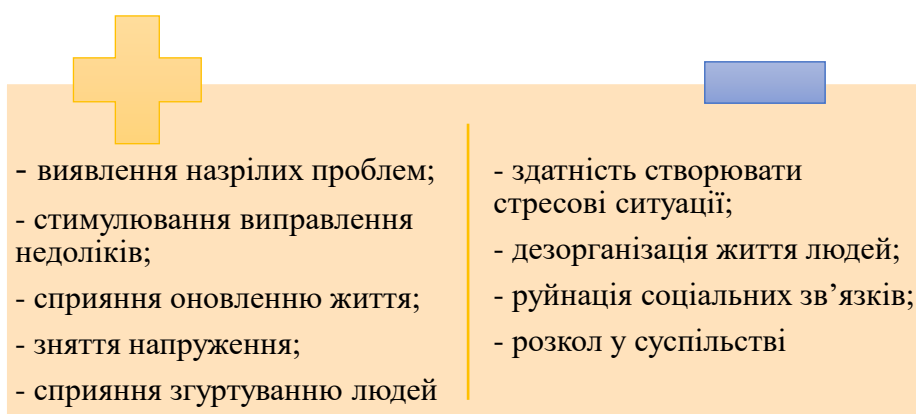 - виявлення назрілих проблем;
- стимулювання виправлення
недоліків;
- сприяння оновленню життя;
- зняття напруження;
- сприяння згуртуванню людей
- здатність створювати
стресові ситуації;
- дезорганізація життя людей;
- руйнація соціальних зв’язків;
- розкол у суспільстві